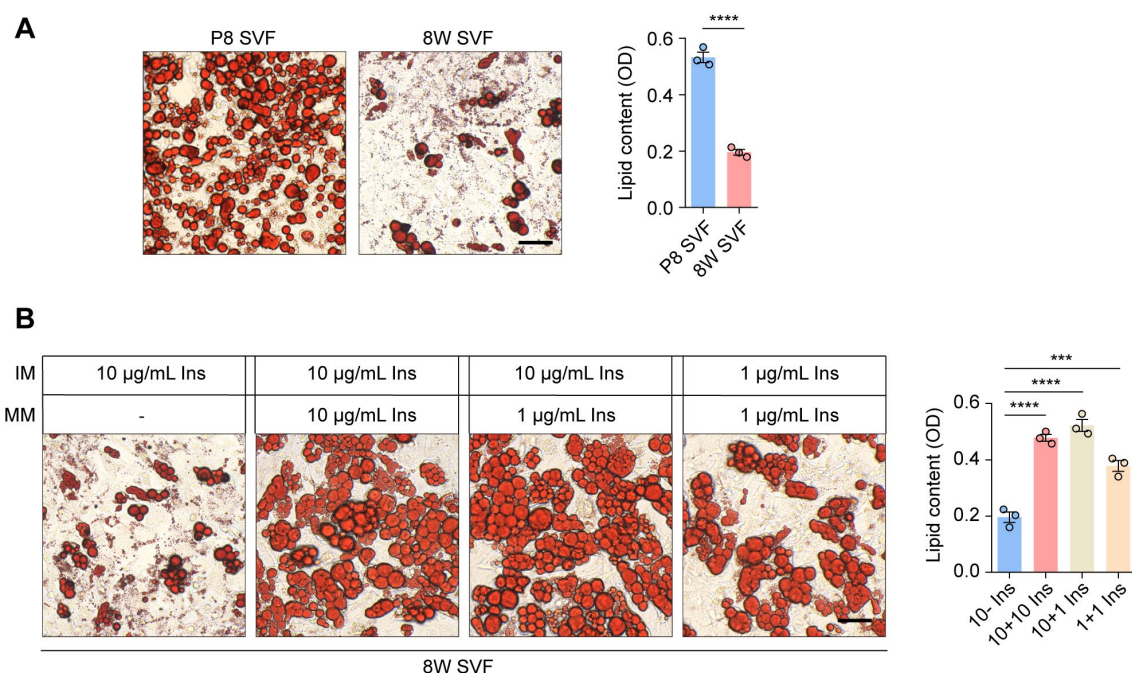 A
P8 SVF
8W SVF
****
Lipid content (OD)
0.6
0.4
0.2
0.0
P8 SVF
8W SVF
B
IM
10 µg/mL Ins
10 µg/mL Ins
10 µg/mL Ins
1 µg/mL Ins
MM
-
10 µg/mL Ins
1 µg/mL Ins
1 µg/mL Ins
8W SVF
***
****
****
Lipid content (OD)
0.6
0.4
0.2
0.0
10- Ins
10+10 Ins
10+1 Ins
1+1 Ins